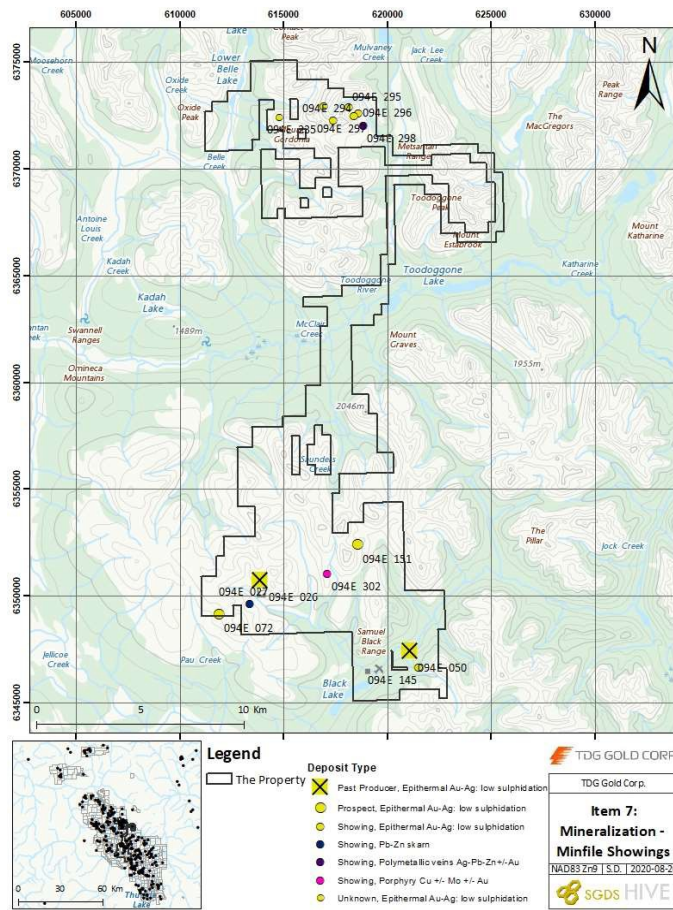 605000
610000
615000
620000
625000
630000
Lake
Contact
Peak
Moosehorn
Creek
Oxide
Creek
Lower
Belle
Lake
Mulvaney
Creek
Jack Lee
Creek
N
6375000
Peak
Range
Oxide
Peak
094E 295
094E 294
094E 296
094E 235
094E 298
Belle
Creek
Metsantan
Range
The
MacGregors
6370000
Toodoggone
Peak
Mount
Estabrook
Mount
Katharine
Antoine
Louis
Creek
Kadah
Creek
Kadah
Lake
Toodoggone
River
Toodoggone
Lake
Katharine
Creek
6365000
Swannell
Ranges
1489m
McClair
Creek
Mount
Graves
Omineca
Mountains
1955m
6360000
2046m
Saunders
Creek
6355000
094E 151
The
Pillar
Jock Creek
094E 302
094E 027
094E 026
6350000
094E 072
Samuel
Black
Range
Jellicoe
Creek
Pau Creek
094E 050
094E 145
Black
Lake
6345000
0 5 10 Km
Legend
The Property
Deposit Type
Past Producer, Epithermal Au-Ag: low sulphidation
Prospect, Epithermal Au-Ag: low sulphidation
Showing, Epithermal Au-Ag: low sulphidation
Showing, Pb-Zn skarn
Showing, Polymetallic veins Ag-Pb-Zn+/-Au
Showing, Porphyry Cu +/- Mo +/- Au
Unknown, Epithermal Au-Ag: low sulphidation
0 30 60 Km
Lake
TDG GOLD CORP
TDG Gold Corp.
Item 7:
Mineralization -
Minfile Showings
NAD83 Zn9 S.D. 2020-08-2
SGDS HIVE